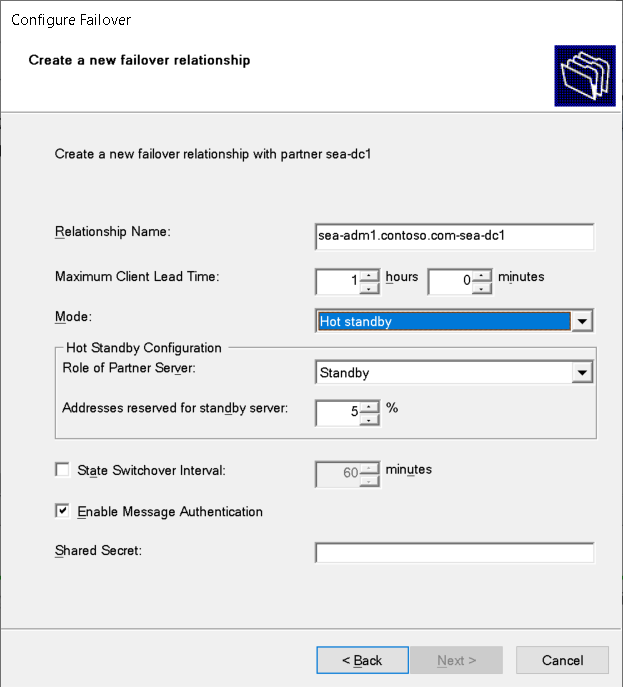 Configure Failover
Create a new failover relationship
Create a new failover relationship with partner sea-dc1
Relationship Name: sea-adm1.contoso.com-sea-dc1
Maximum Client Lead Time: 1 hours 0 minutes
Mode: Hot standby
Hot Standby Configuration
Role of Partner Server: Standby
Addresses reserved for standby server: 5 %
State Switchover Interval: 60 minutes
Enable Message Authentication
Shared Secret:
< Back Next > Cancel